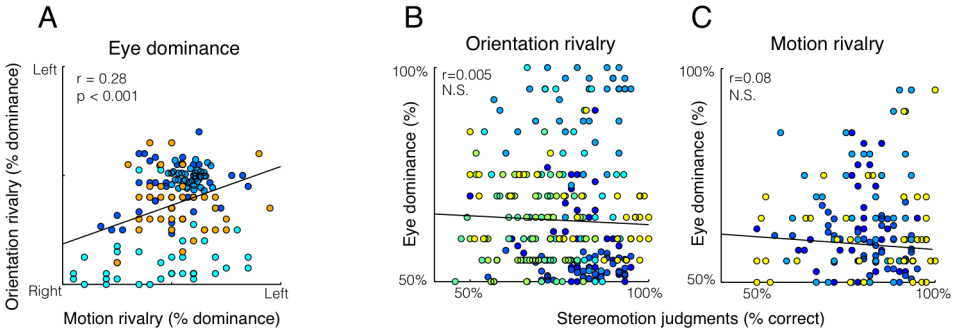 A
Eye dominance
Orientation rivalry (% dominance)
Left
r = 0.28
p < 0.001
Right
Left
Motion rivalry (% dominance)
B
Orientation rivalry
Eye dominance (%)
100%
r=0.005
N.S.
50%
50%
100%
C
Motion rivalry
Eye dominance (%)
100%
r=0.08
N.S.
50%
50%
100%
Stereomotion judgments (% correct)